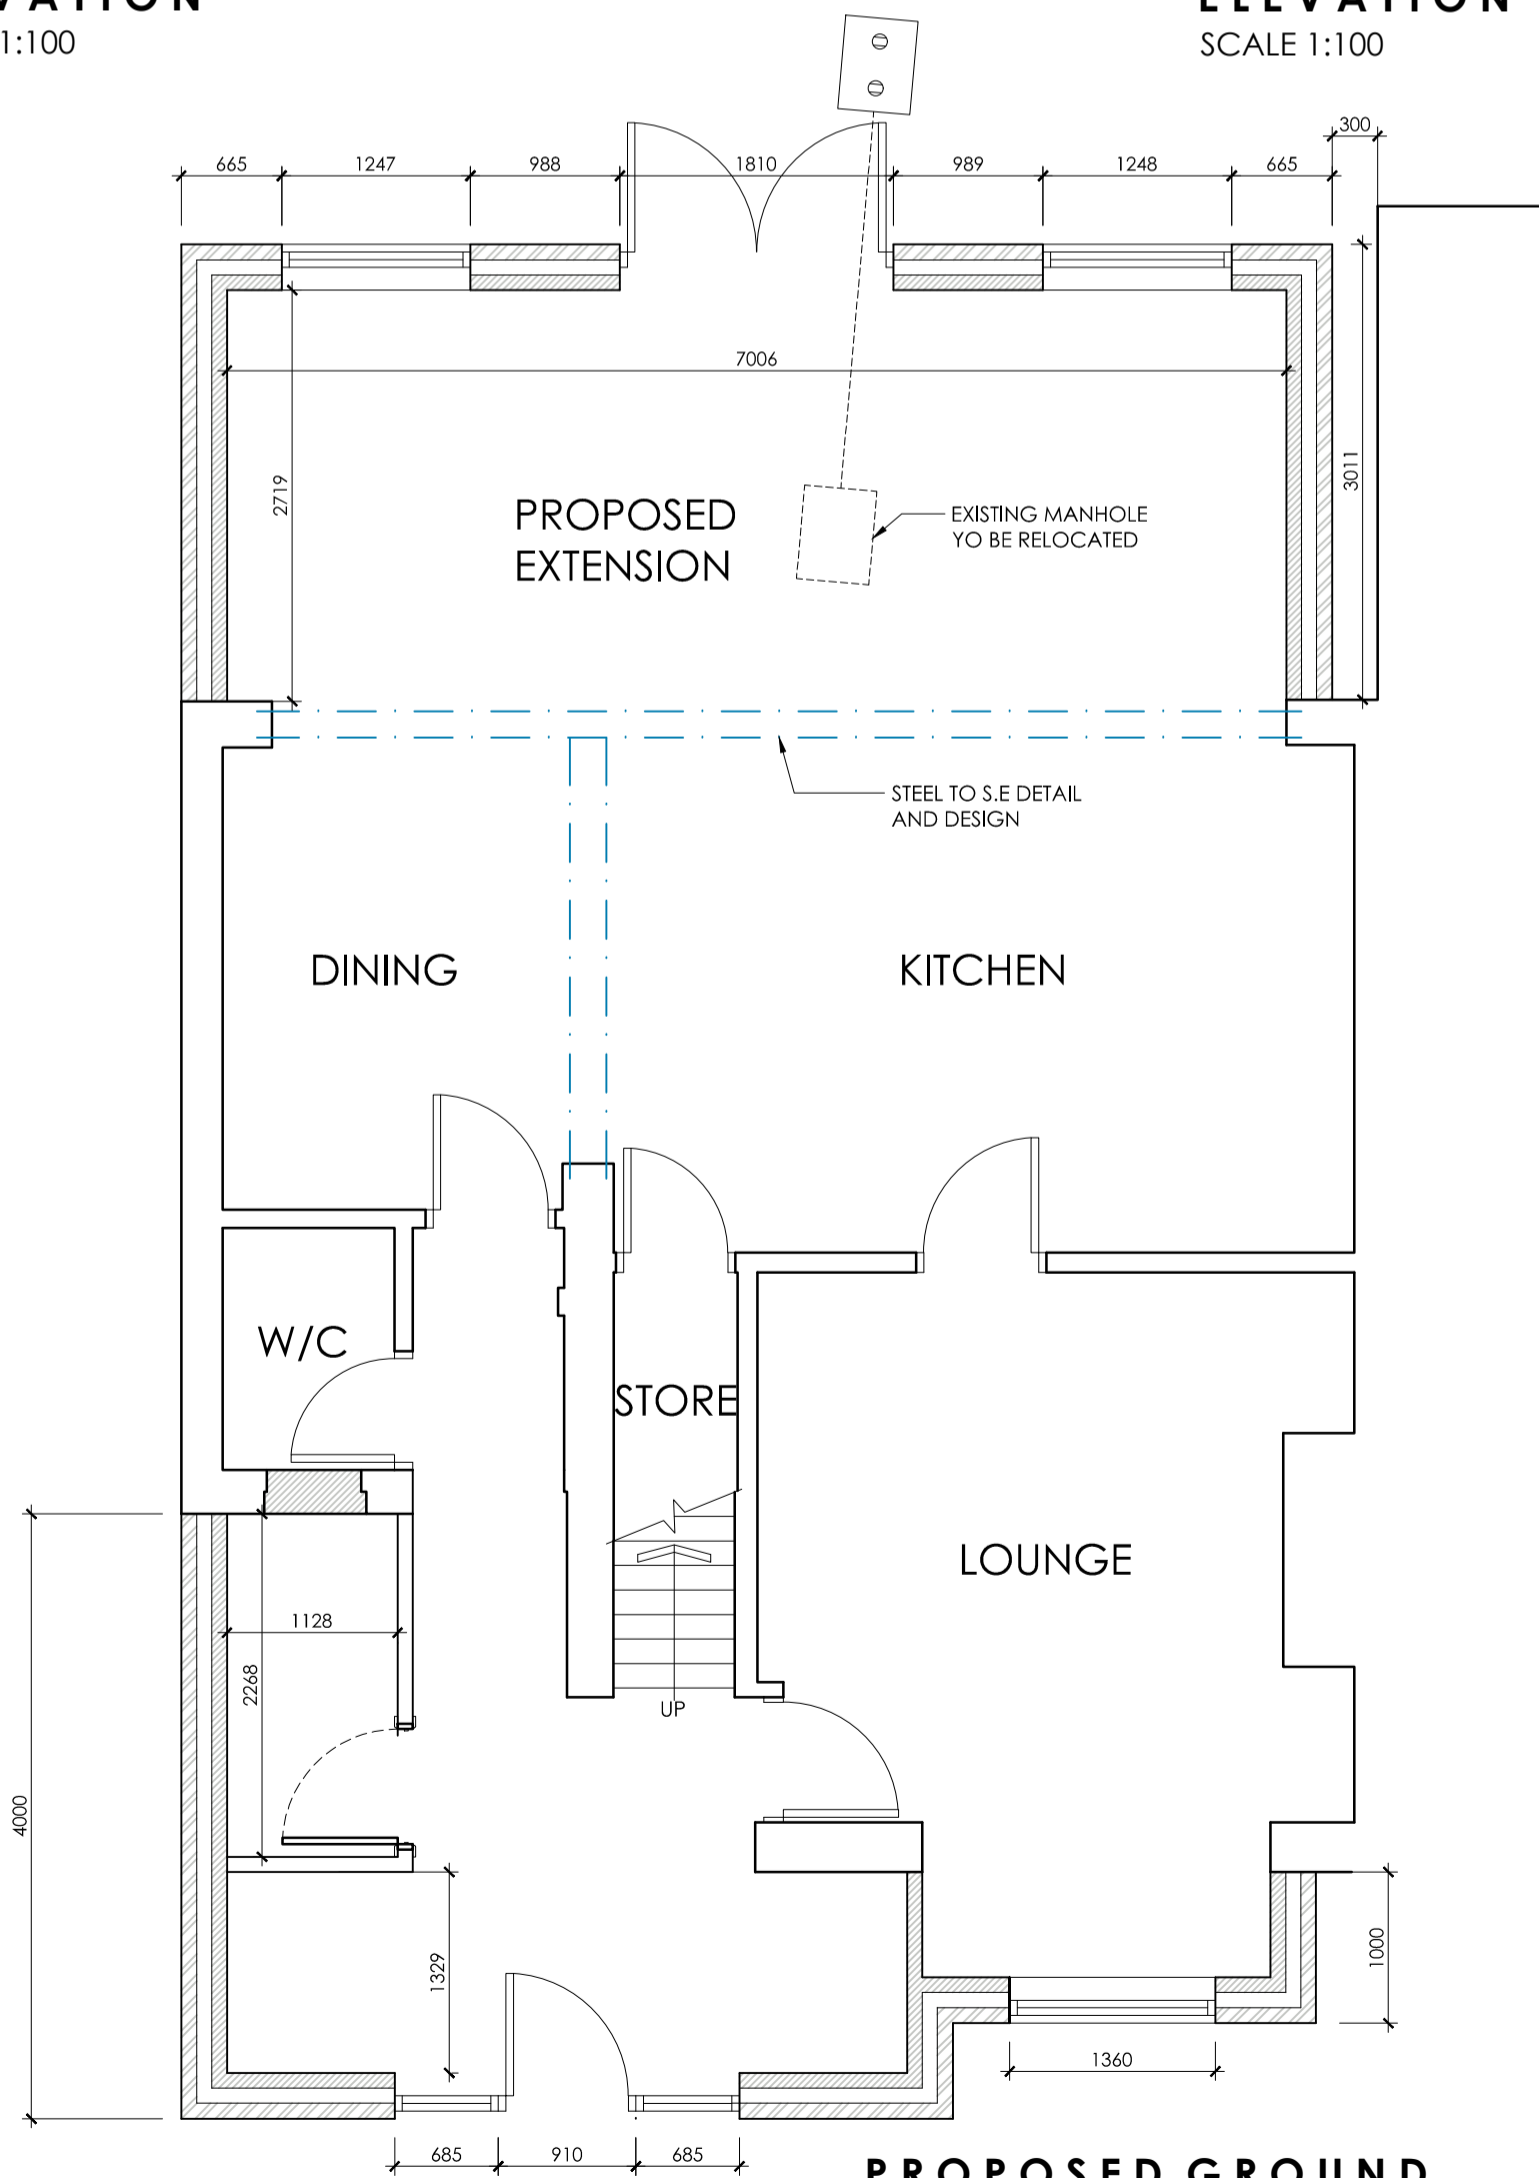 1:100
SCALE 1:100
300
665 1247 988 1810 989 1248 665
7006
2719
3011
PROPOSED
EXTENSION
EXISTING MANHOLE
YO BE RELOCATED
STEEL TO S.E DETAIL
AND DESIGN
DINING
KITCHEN
W/C
STORE
LOUNGE
1128
2268
UP
4000
1329
1000
1360
685 910 685
PROPOSED GROUND